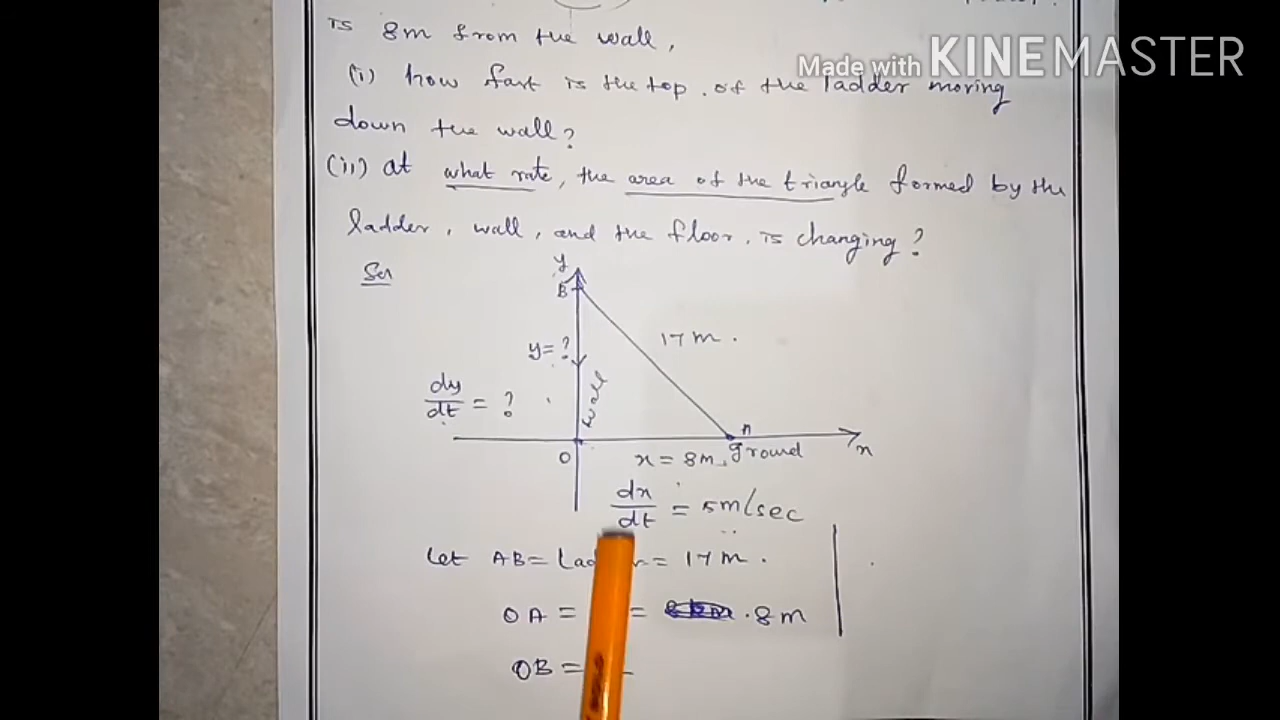 is 8m from the wall,
Made with KINEMASTER
(i) how fast is the top of the ladder moving
down the wall?
(ii) at what rate, the area of the triangle formed by the
ladder, wall, and the floor, is changing?
Sol
y
B
17 m.
y = ?
wall
dy/dt = ?
A
O
x = 8m,
ground
x
dx/dt = 5m/sec
Let AB = = 17 m.
OA = = 8m
OB =